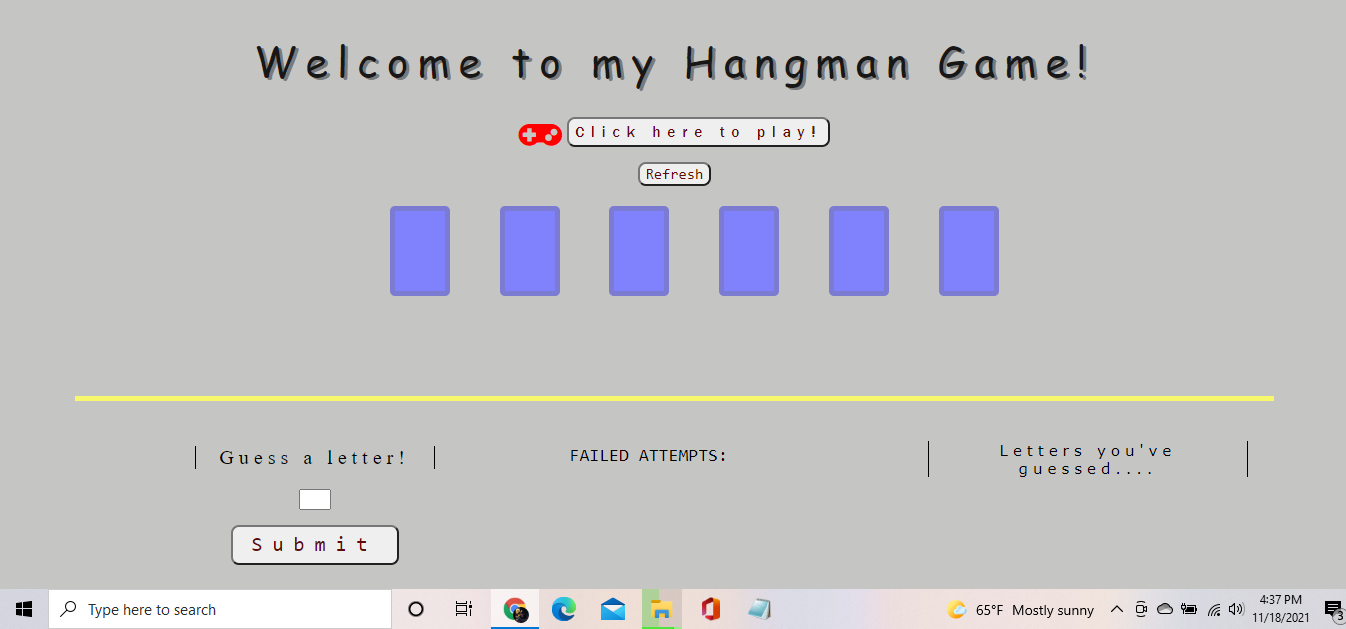 Welcome to my Hangman Game!
Click here to play!
Refresh
Guess a letter!
FAILED ATTEMPTS:
Letters you've
guessed....
Submit
Type here to search
65°F Mostly sunny
4:37 PM
11/18/2021
3